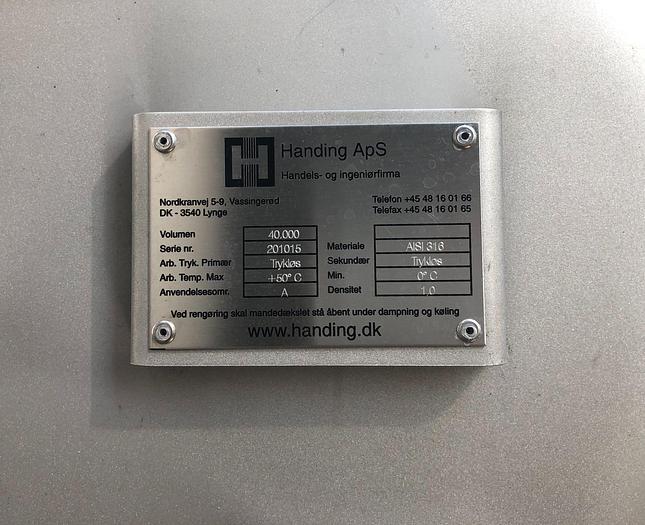 Handing ApS
Handels- og ingeniørfirma
Nordkranvej 5-9, Vassingerød
DK - 3540 Lynge
Telefon +45 48 16 01 66
Telefax +45 48 16 01 65
Volumen 40.000
Serie nr. 201015 Materiale AISI 316
Arb. Tryk. Primær Trykløs Sekundær Trykløs
Arb. Temp. Max +50° C Min. 0° C
Anvendelsesomr. A Densitet 1.0
Ved rengøring skal mandedækslet stå åbent under dampning og køling
www.handing.dk